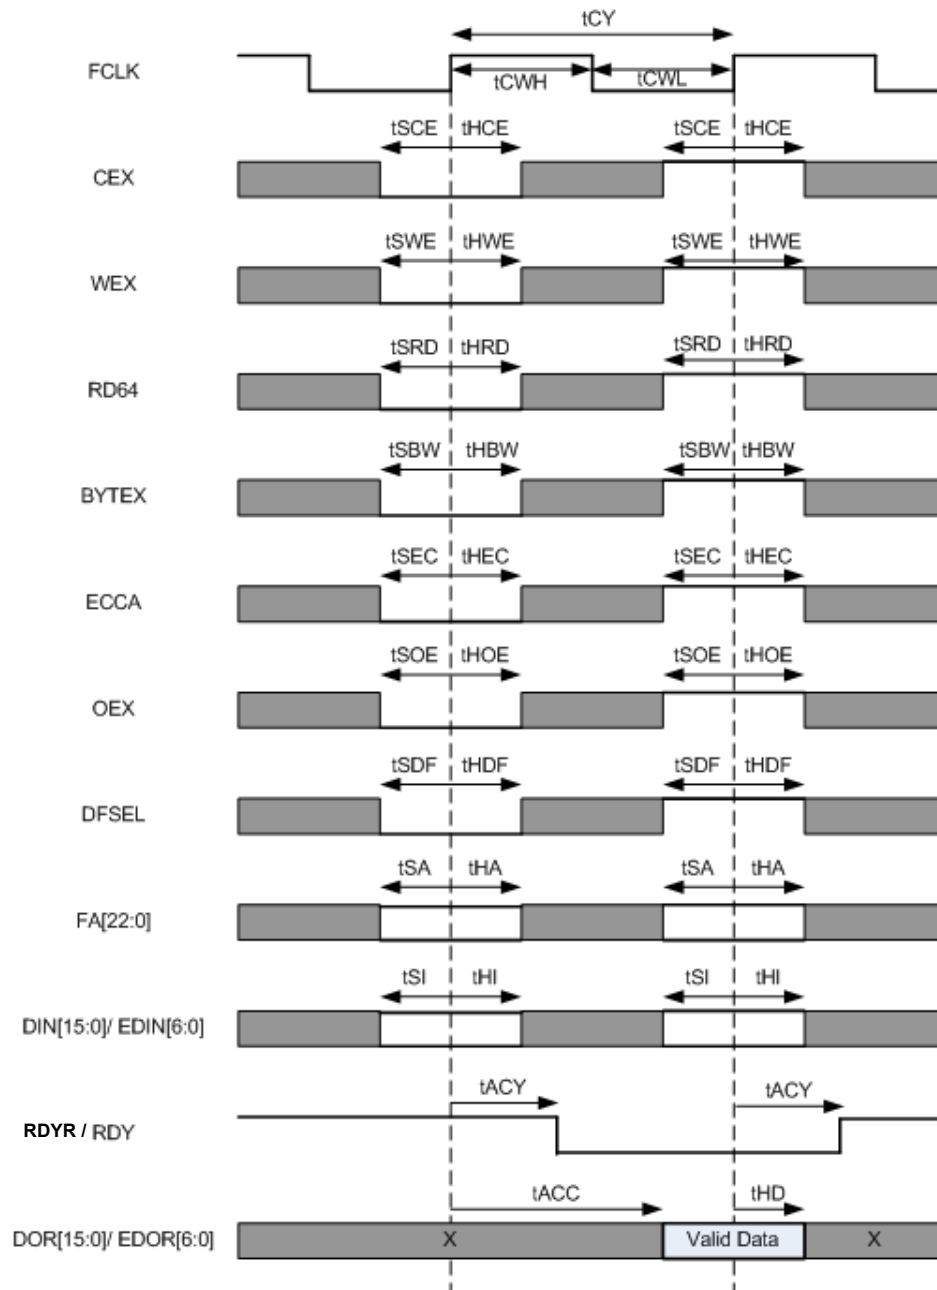 tCY
FCLK
tCWH tCWL
tSCE tHCE tSCE tHCE
CEX
tSWE tHWE tSWE tHWE
WEX
tSRD tHRD tSRD tHRD
RD64
tSBW tHBW tSBW tHBW
BYTEX
tSEC tHEC tSEC tHEC
ECCA
tSOE tHOE tSOE tHOE
OEX
tSDF tHDF tSDF tHDF
DFSEL
tSA tHA tSA tHA
FA[22:0]
tSI tHI tSI tHI
DIN[15:0]/ EDIN[6:0]
tACY tACY
RDYR / RDY
tACC tHD
DOR[15:0]/ EDOR[6:0] X Valid Data X